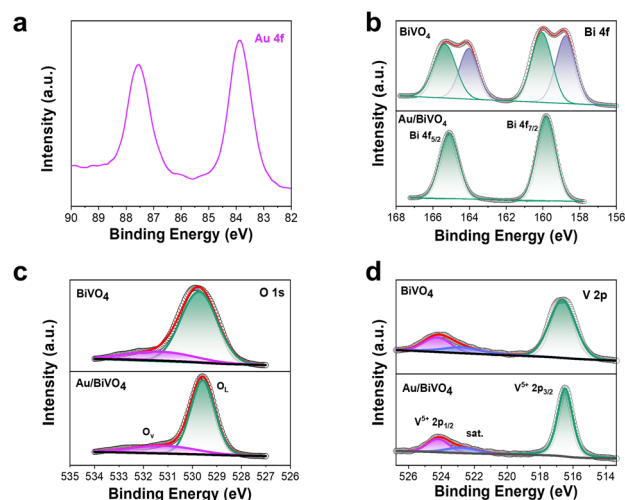 a
Au 4f
Intensity (a.u.)
90 89 88 87 86 85 84 83 82
Binding Energy (eV)
b
BiVO₄
Bi 4f
Au/BiVO₄
Bi 4f₅/₂
Bi 4f₇/₂
Intensity (a.u.)
168 166 164 162 160 158 156
Binding Energy (eV)
c
BiVO₄
O 1s
Au/BiVO₄
Oᵥ
O_L
Intensity (a.u.)
535 534 533 532 531 530 529 528 527 526
Binding Energy (eV)
d
BiVO₄
V 2p
Au/BiVO₄
V⁵⁺ 2p₁/₂
sat.
V⁵⁺ 2p₃/₂
Intensity (a.u.)
526 524 522 520 518 516 514
Binding Energy (eV)